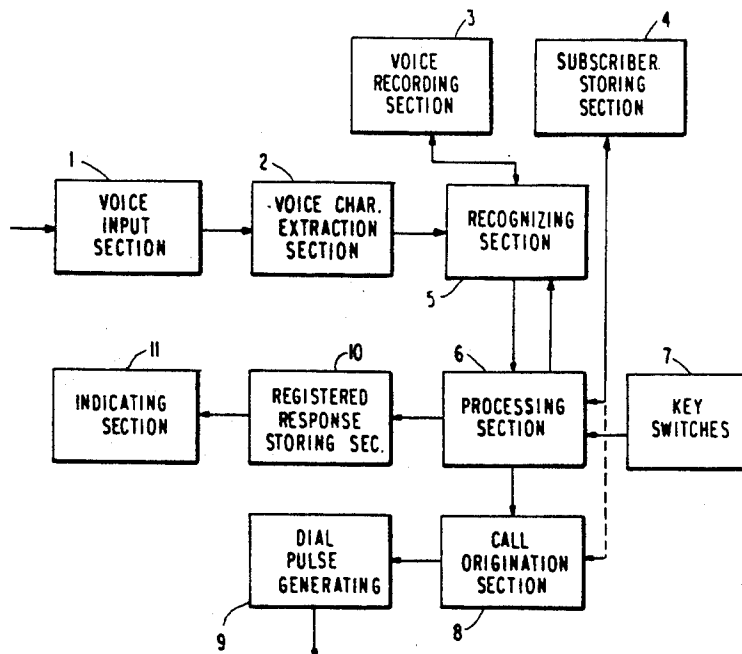 3
VOICE
RECORDING
SECTION
4
SUBSCRIBER
STORING
SECTION
1
VOICE
INPUT
SECTION
2
VOICE CHAR.
EXTRACTION
SECTION
RECOGNIZING
SECTION
5
11
INDICATING
SECTION
10
REGISTERED
RESPONSE
STORING SEC.
6
PROCESSING
SECTION
7
KEY
SWITCHES
DIAL
PULSE
GENERATING
9
CALL
ORIGINATION
SECTION
8